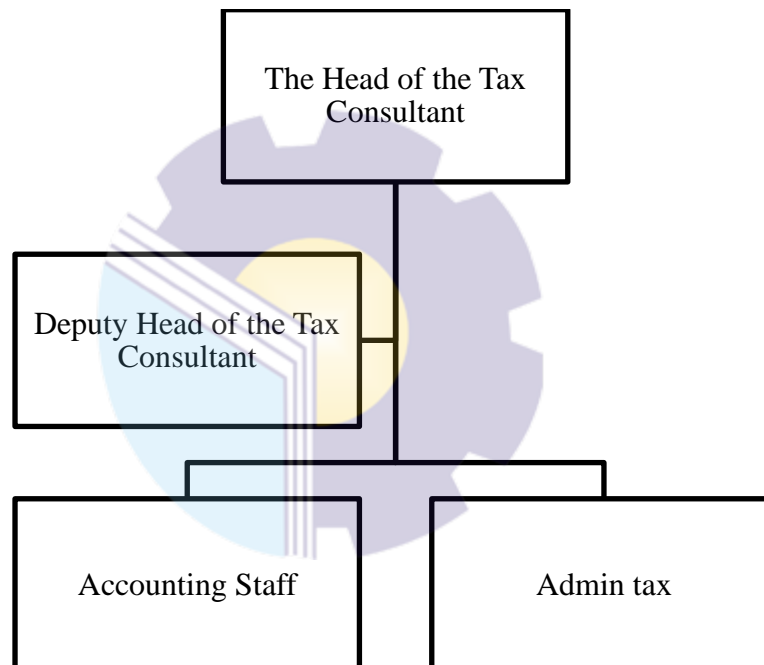 The Head of the Tax
Consultant
Deputy Head of the Tax
Consultant
Accounting Staff
Admin tax